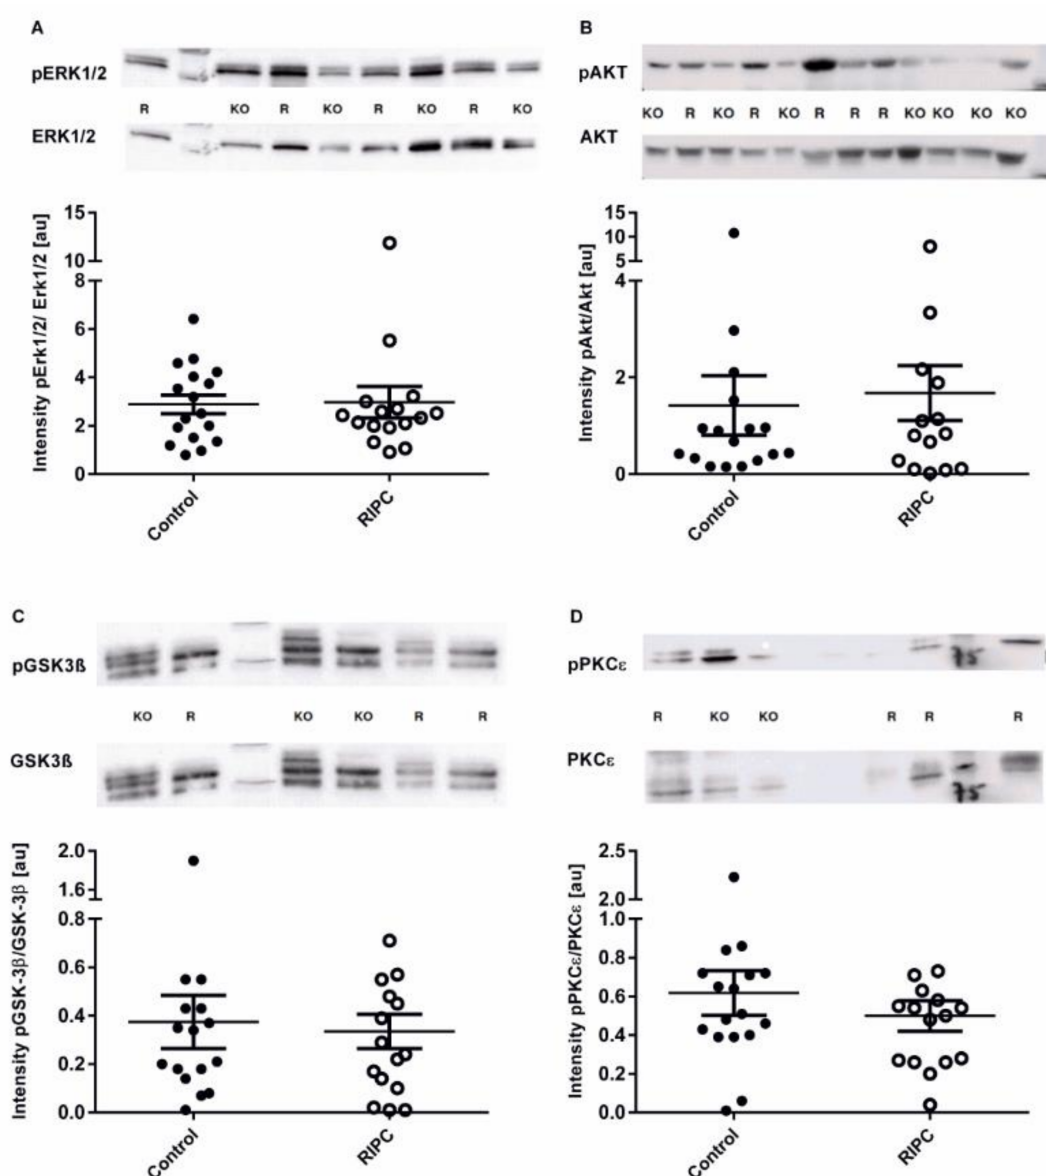 A
pERK1/2
R KO R KO R KO R KO
ERK1/2
Intensity pErk1/2/ Erk1/2 [au]
15
10
8
6
4
2
0
Control
RIPC
B
pAKT
KO R KO R KO R R R KO KO KO KO
AKT
Intensity pAkt/Akt [au]
15
10
5
4
2
0
Control
RIPC
C
pGSK3ß
KO R KO KO R R
GSK3ß
Intensity pGSK-3β/GSK-3β [au]
2.0
1.6
0.8
0.6
0.4
0.2
0.0
Control
RIPC
D
pPKCε
75
R KO KO R R R
PKCε
75
Intensity pPKCε/PKCε [au]
2.5
2.0
1.0
0.8
0.6
0.4
0.2
0.0
Control
RIPC